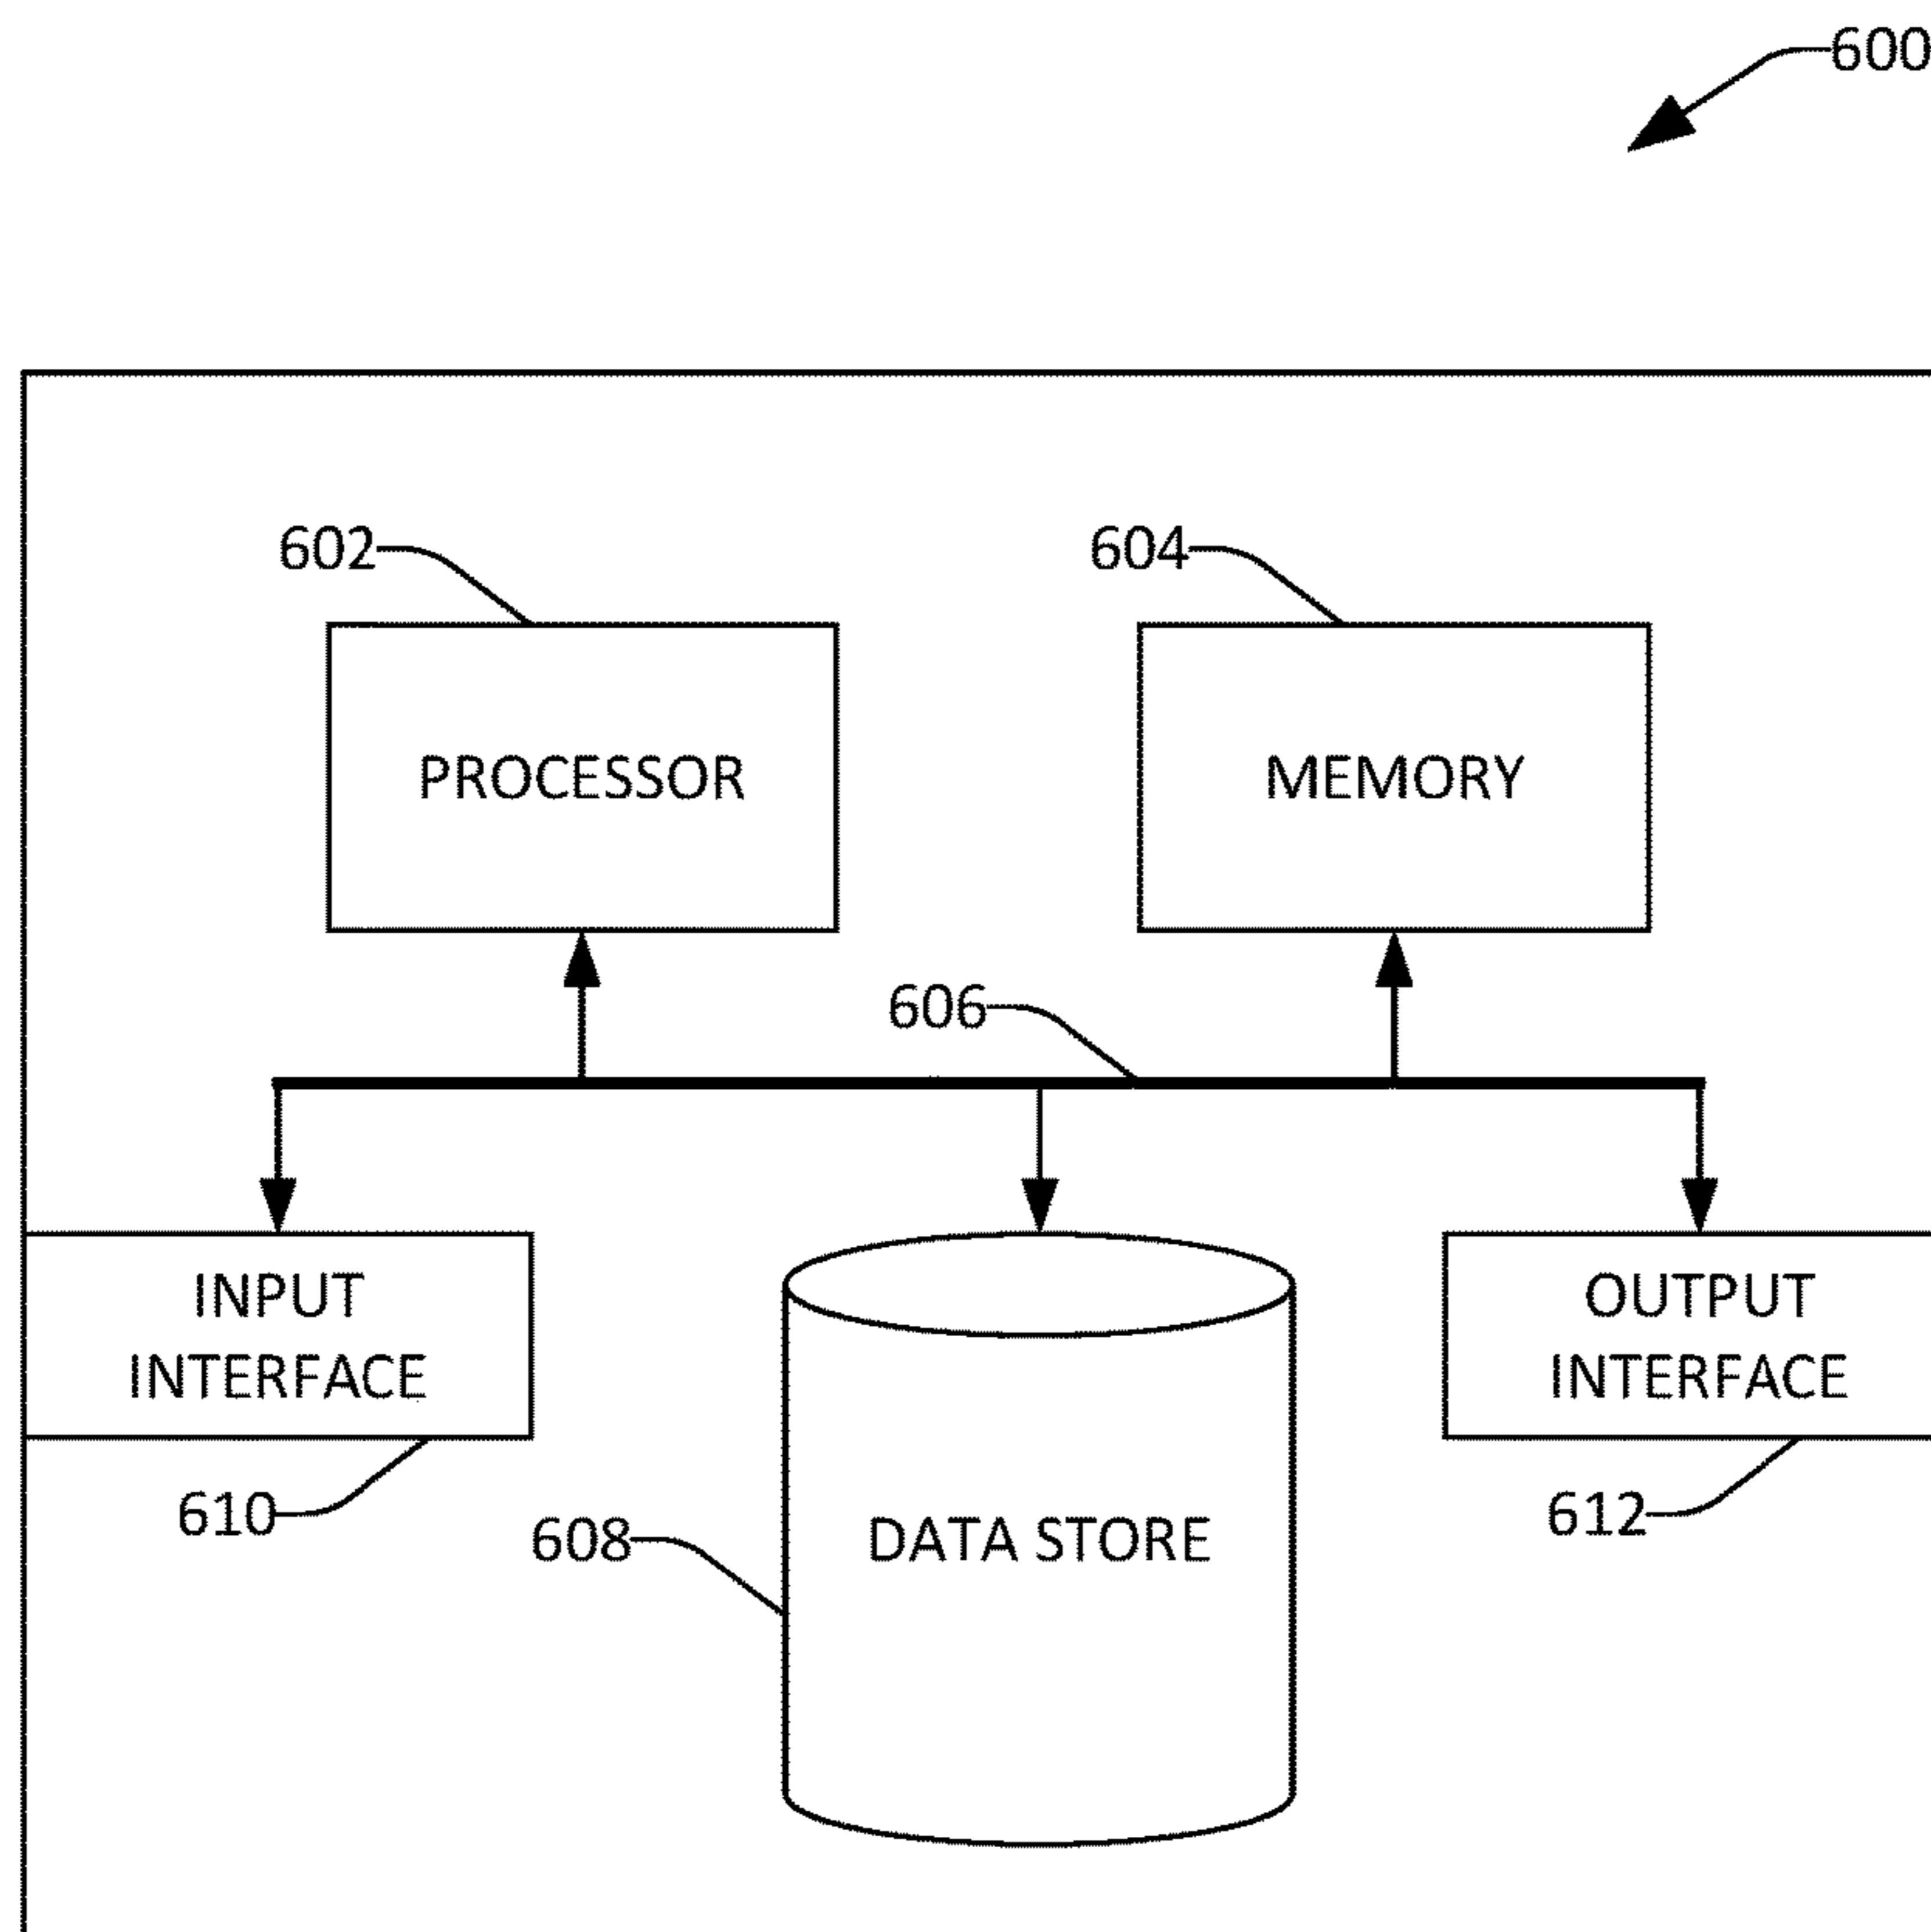 600
602
604
PROCESSOR
MEMORY
606
INPUT
INTERFACE
OUTPUT
INTERFACE
610
608
DATA STORE
612